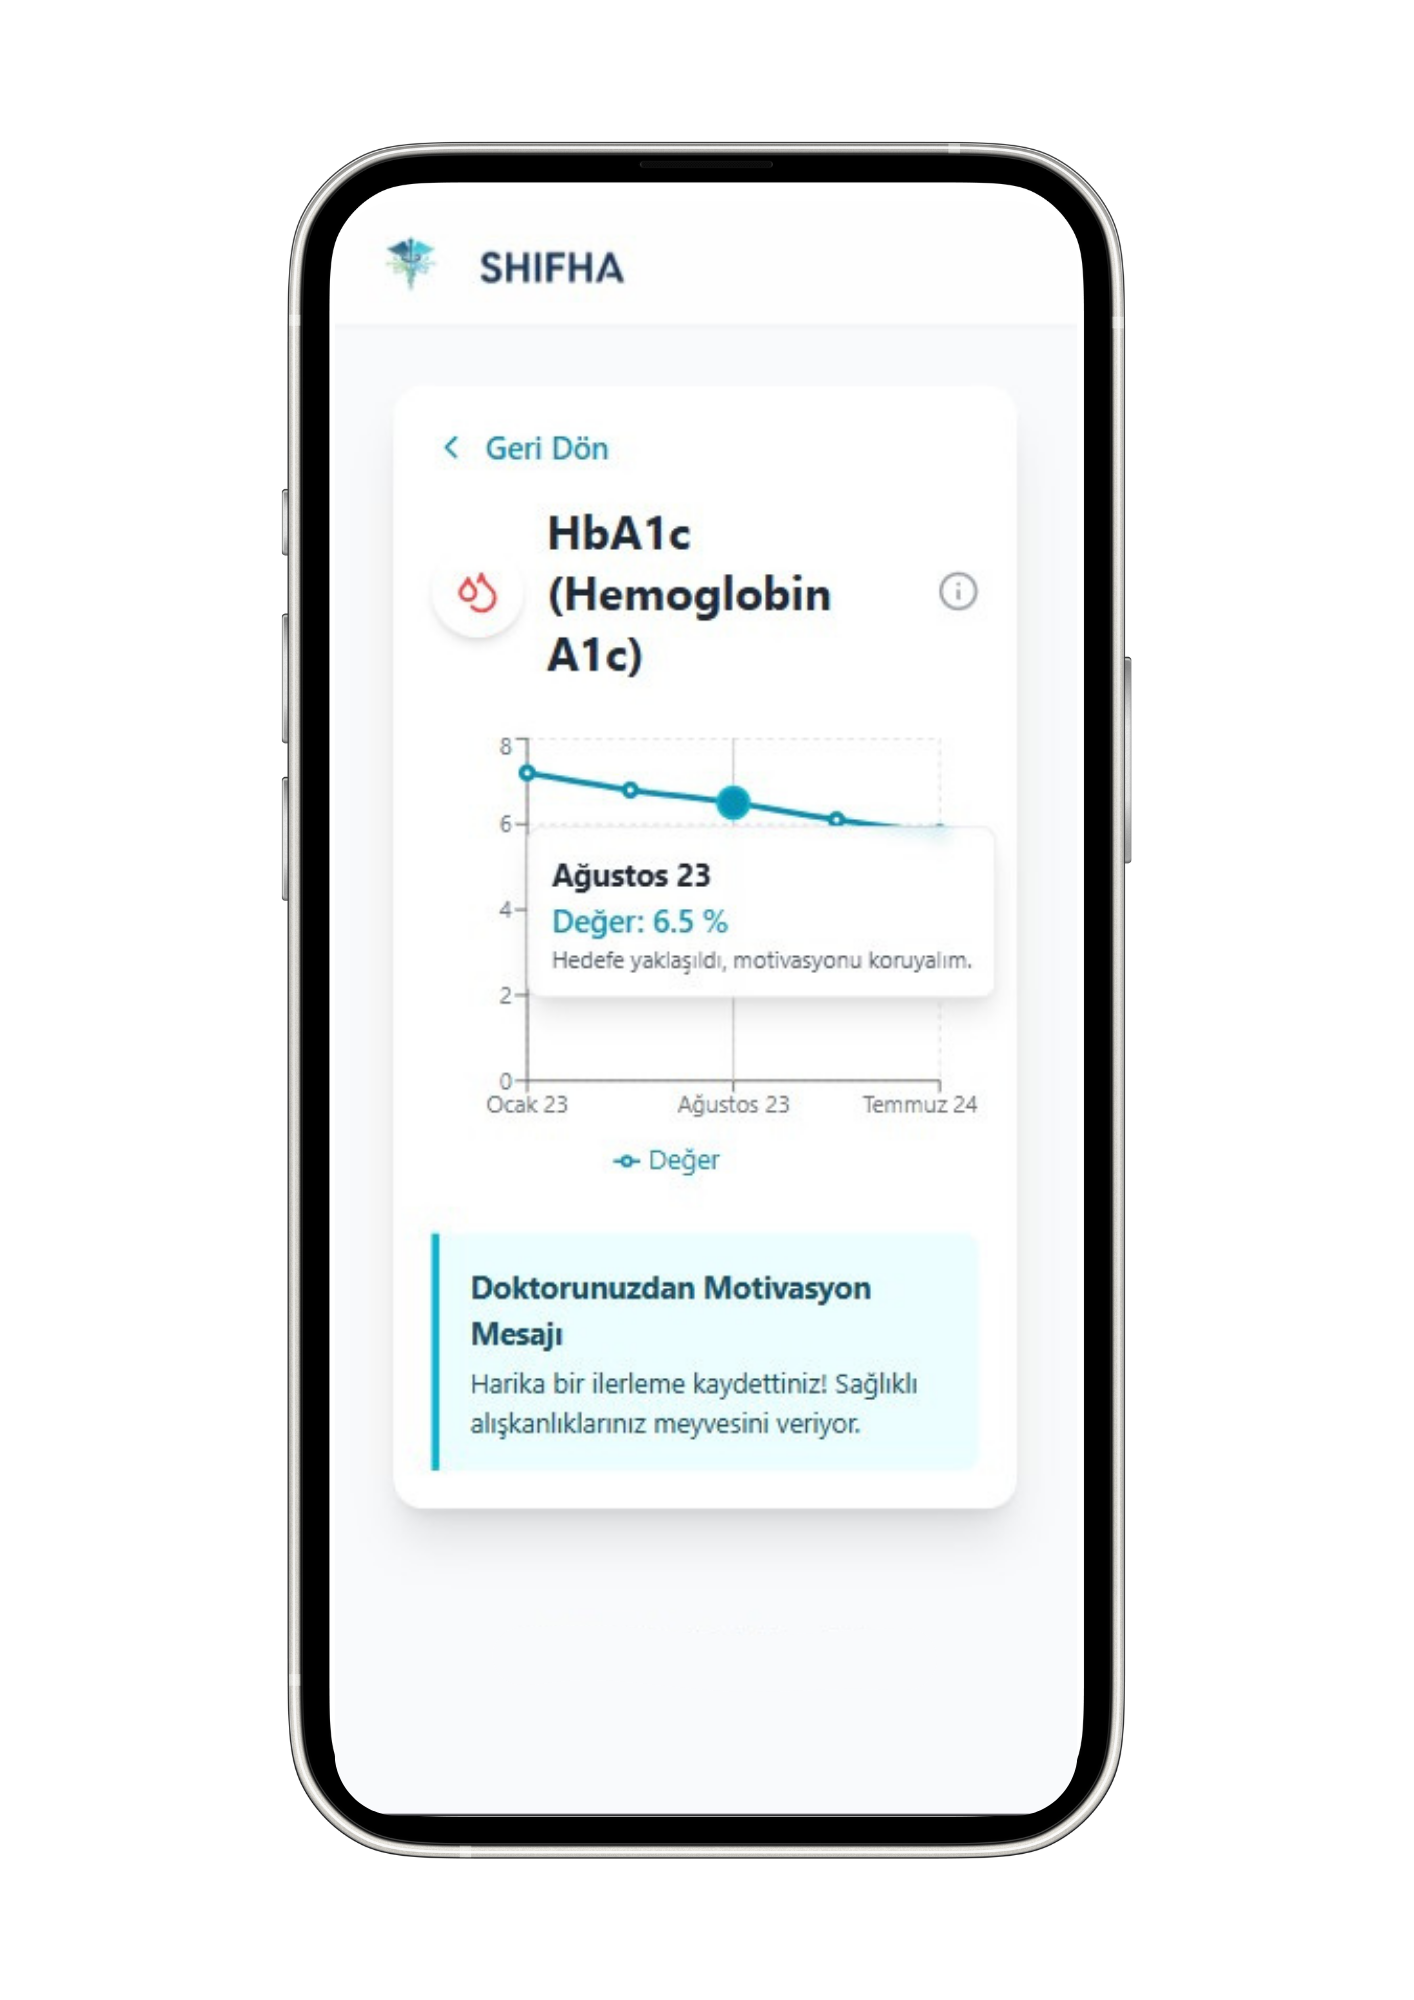 SHIFHA
Geri Dön
HbA1c
(Hemoglobin
A1c)
8
6
4
2
0
Ağustos 23
Değer: 6.5 %
Hedefe yaklaşıldı, motivasyonu koruyalım.
Ocak 23 Ağustos 23 Temmuz 24
Değer
Doktorunuzdan Motivasyon
Mesajı
Harika bir ilerleme kaydettiniz! Sağlıklı
alışkanlıklarınız meyvesini veriyor.